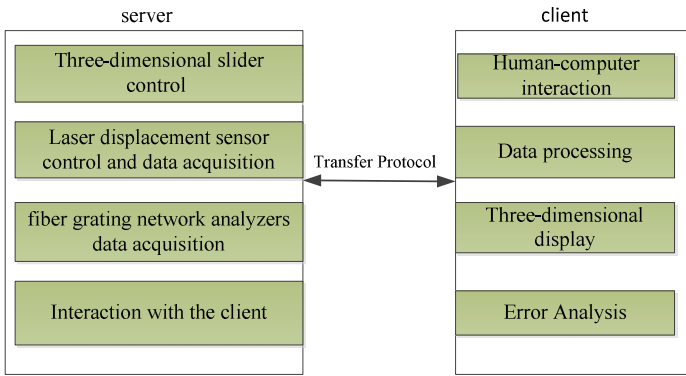 server
Three-dimensional slider
control
Laser displacement sensor
control and data acquisition
fiber grating network analyzers
data acquisition
Interaction with the client
Transfer Protocol
client
Human-computer
interaction
Data processing
Three-dimensional
display
Error Analysis